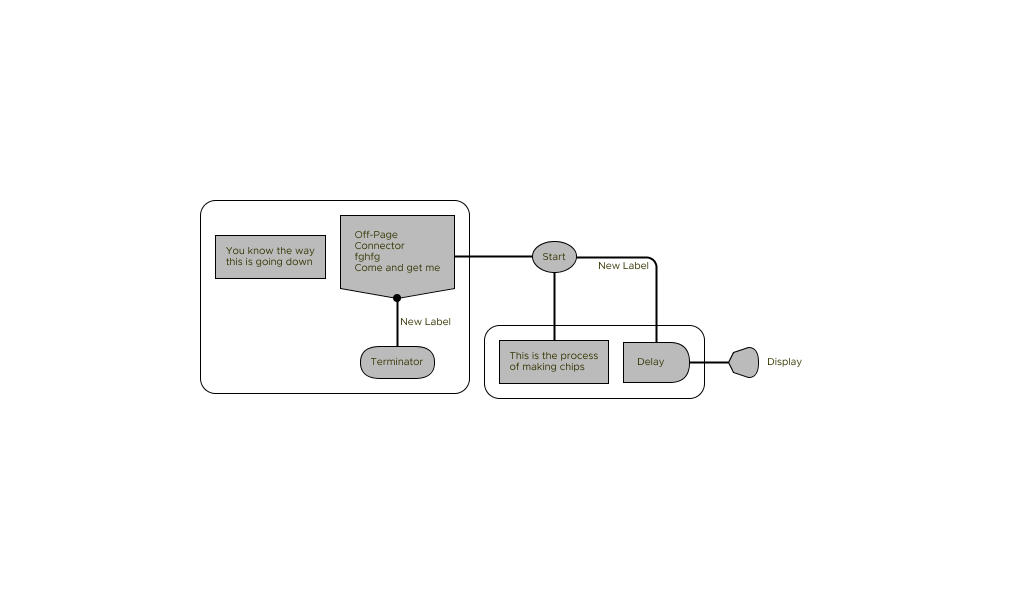 You know the way
this is going down
Off-Page
Connector
fghfg
Come and get me
Start
New Label
New Label
Terminator
This is the process
of making chips
Delay
Display